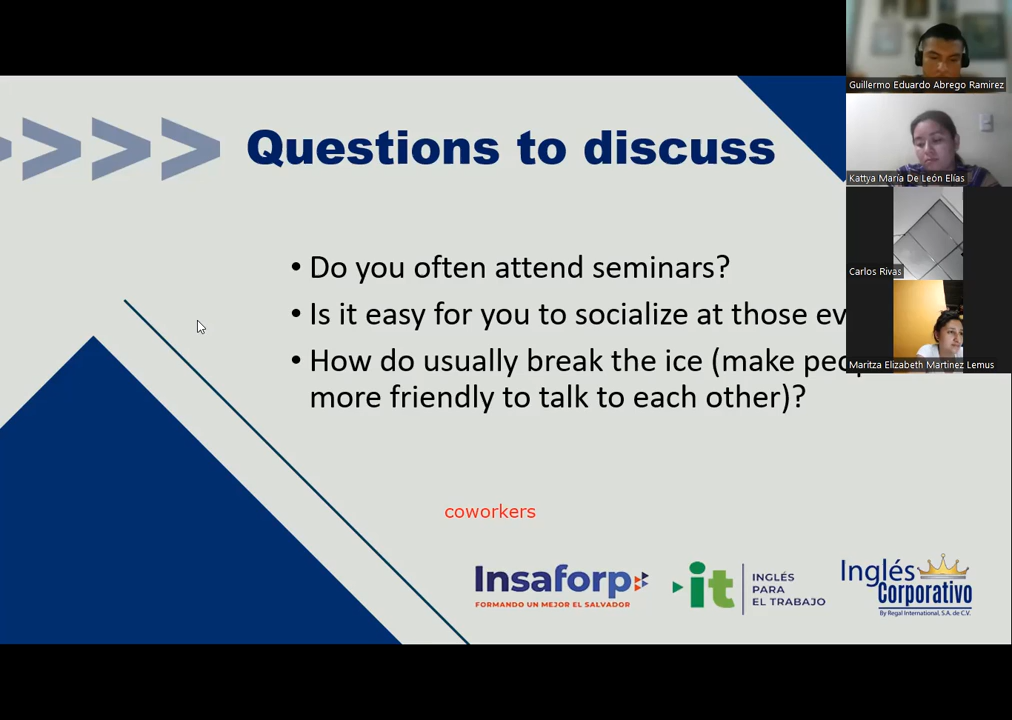 Questions to discuss
• Do you often attend seminars?
• Is it easy for you to socialize at those
• How do usually break the ice (make
more friendly to talk to each other)?
coworkers
Insaforp
FORMANDO UN MEJOR EL SALVADOR
it
INGLÉS
PARA
EL TRABAJO
Inglés
Corporativo
By Regal International, S.A. de C.V.
Guillermo Eduardo Abrego Ramirez
Kattya María De León Elías
Carlos Rivas
Maritza Elizabeth Martinez Lemus